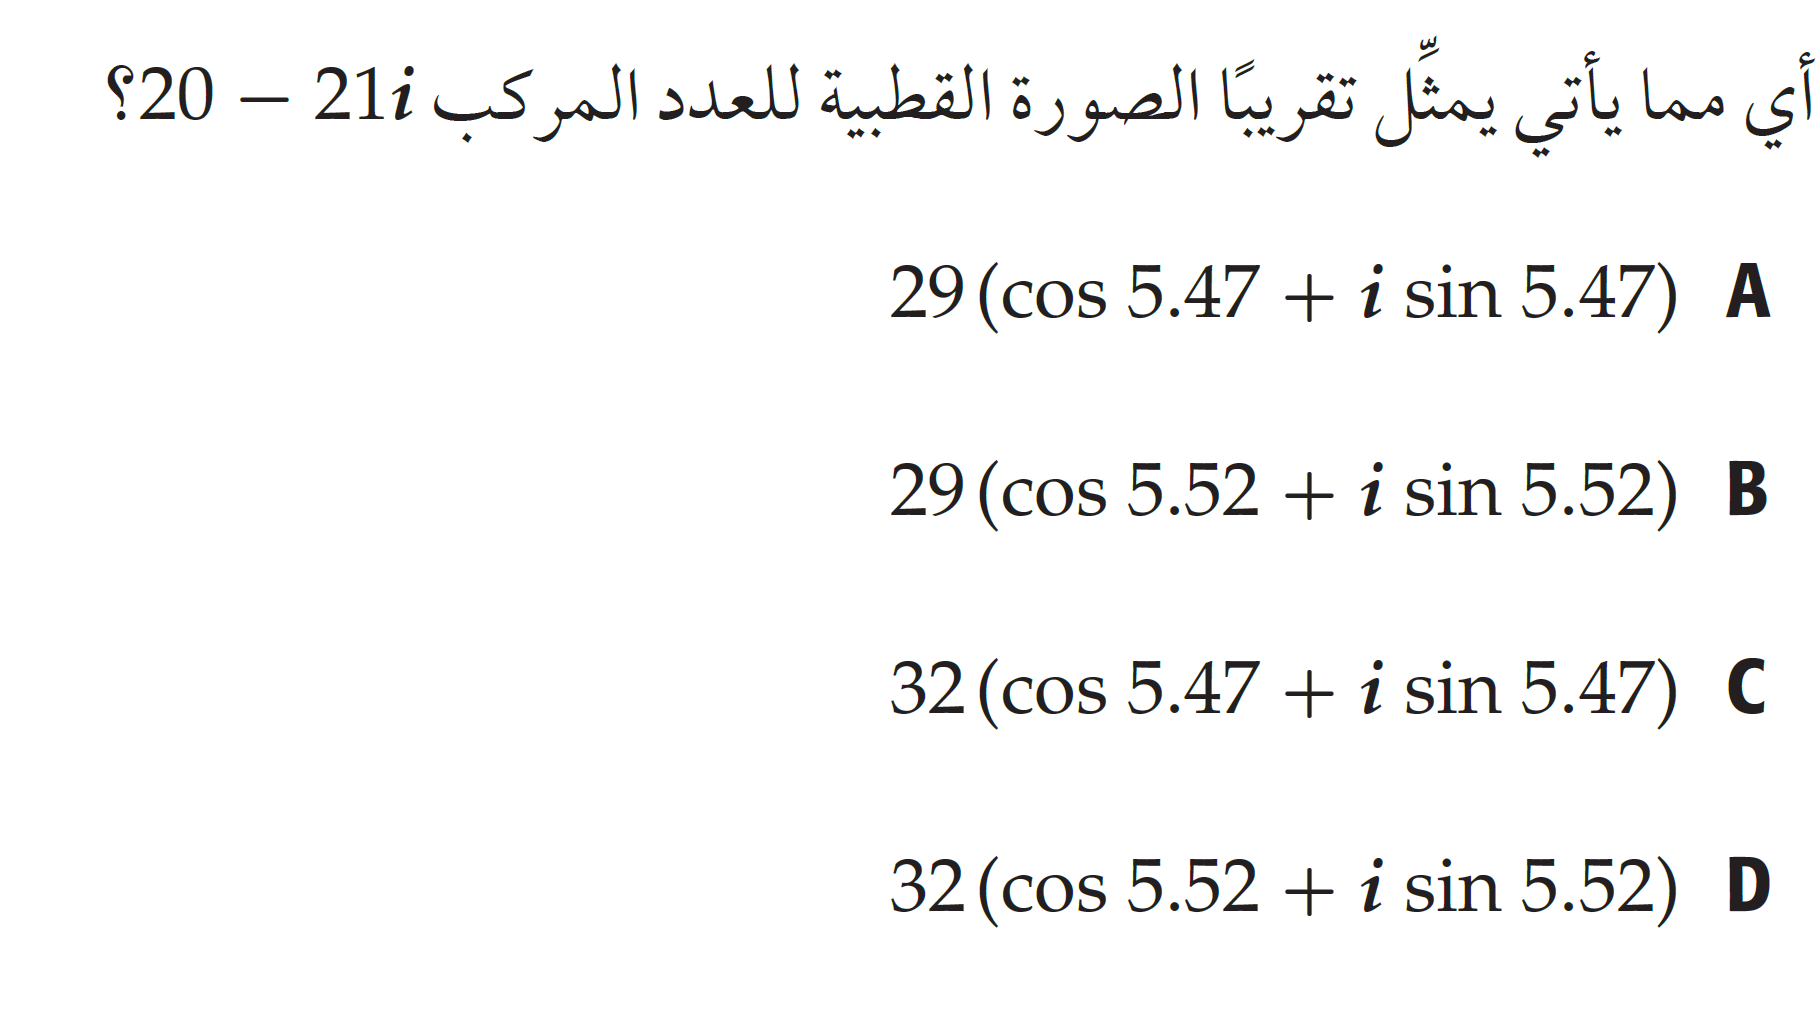 أي مما يأتي يمثِّل تقريبًا الصورة القطبية للعدد المركب 20 − 21i؟
A 29(cos 5.47 + i sin 5.47)
B 29(cos 5.52 + i sin 5.52)
C 32(cos 5.47 + i sin 5.47)
D 32(cos 5.52 + i sin 5.52)